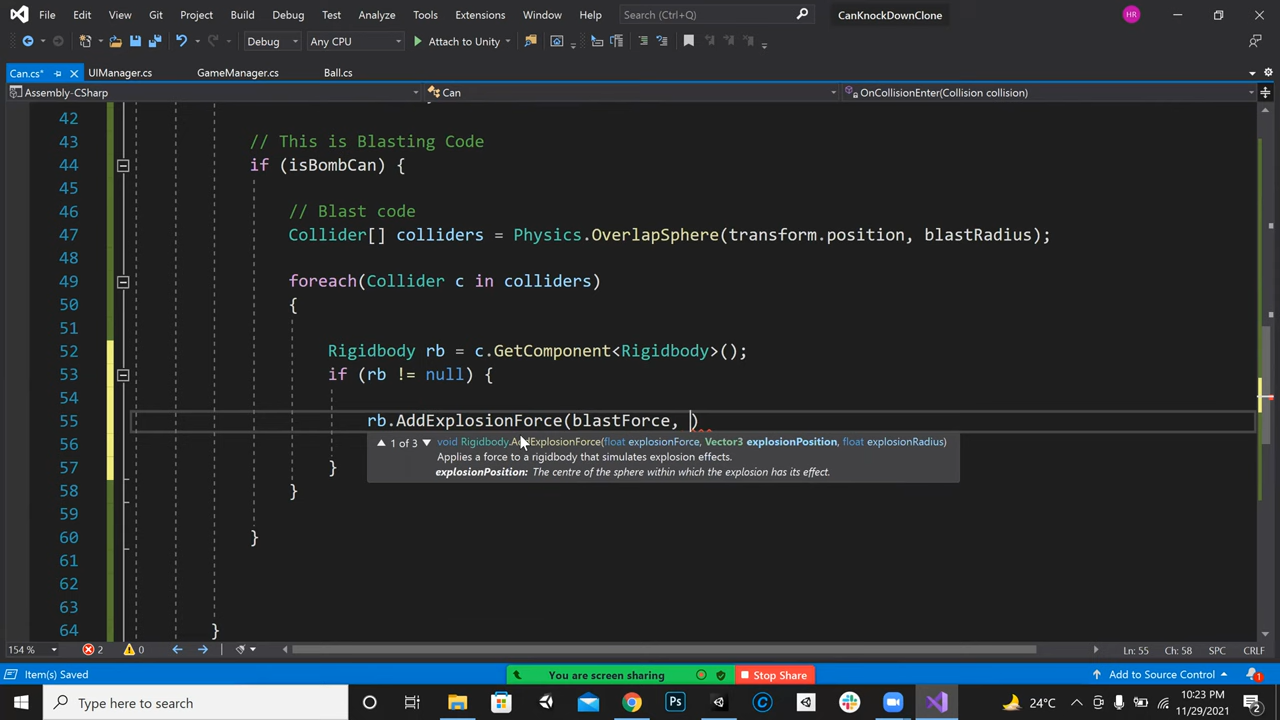 File Edit View Git Project Build Debug Test Analyze Tools Extensions Window Help Search (Ctrl+Q) CanKnockDownClone HR
Debug Any CPU Attach to Unity
Can.cs* UIManager.cs GameManager.cs Ball.cs
Assembly-CSharp Can OnCollisionEnter(Collision collision)
42
43 // This is Blasting Code
44 if (isBombCan) {
45
46 // Blast code
47 Collider[] colliders = Physics.OverlapSphere(transform.position, blastRadius);
48
49 foreach(Collider c in colliders)
50 {
51
52 Rigidbody rb = c.GetComponent<Rigidbody>();
53 if (rb != null) {
54
55 rb.AddExplosionForce(blastForce, )
56 1 of 3 void Rigidbody.AddExplosionForce(float explosionForce, Vector3 explosionPosition, float explosionRadius)
Applies a force to a rigidbody that simulates explosion effects.
57 } explosionPosition: The centre of the sphere within which the explosion has its effect.
58 }
59
60 }
61
62
63
64 }
154 % 2 0 Ln: 55 Ch: 58 SPC CRLF
Item(s) Saved You are screen sharing Stop Share Add to Source Control 1
Type here to search 24°C 10:23 PM
11/29/2021